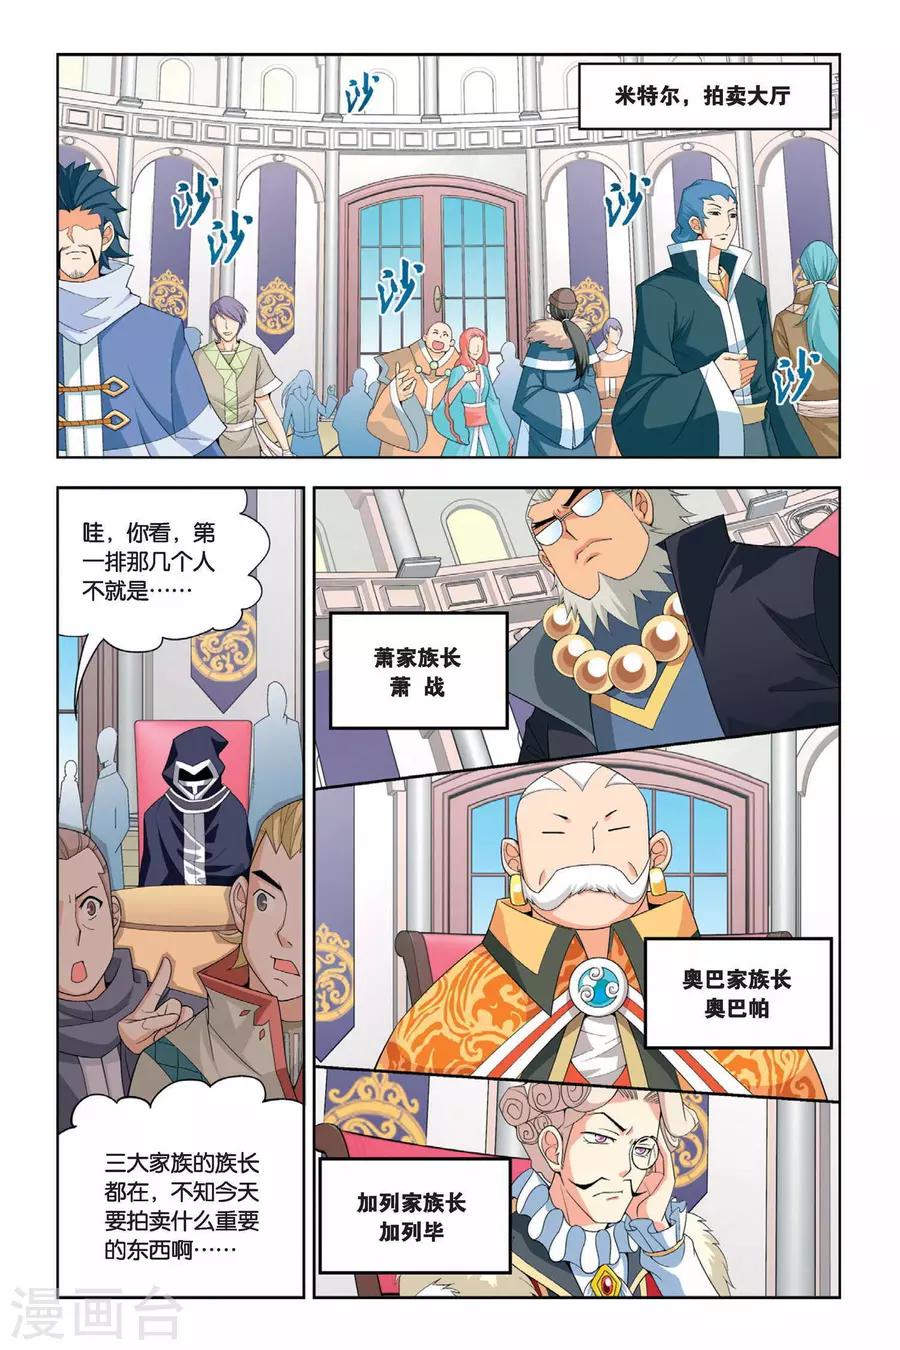 米特尔，拍卖大厅
沙
沙
沙
沙
沙
沙
哇，你看，第
一排那几个人
不就是……
萧家族长
萧 战
奥巴家族长
奥巴帕
三大家族的族长
都在，不知今天
要拍卖什么重要
的东西啊……
加列家族长
加列毕
漫画台